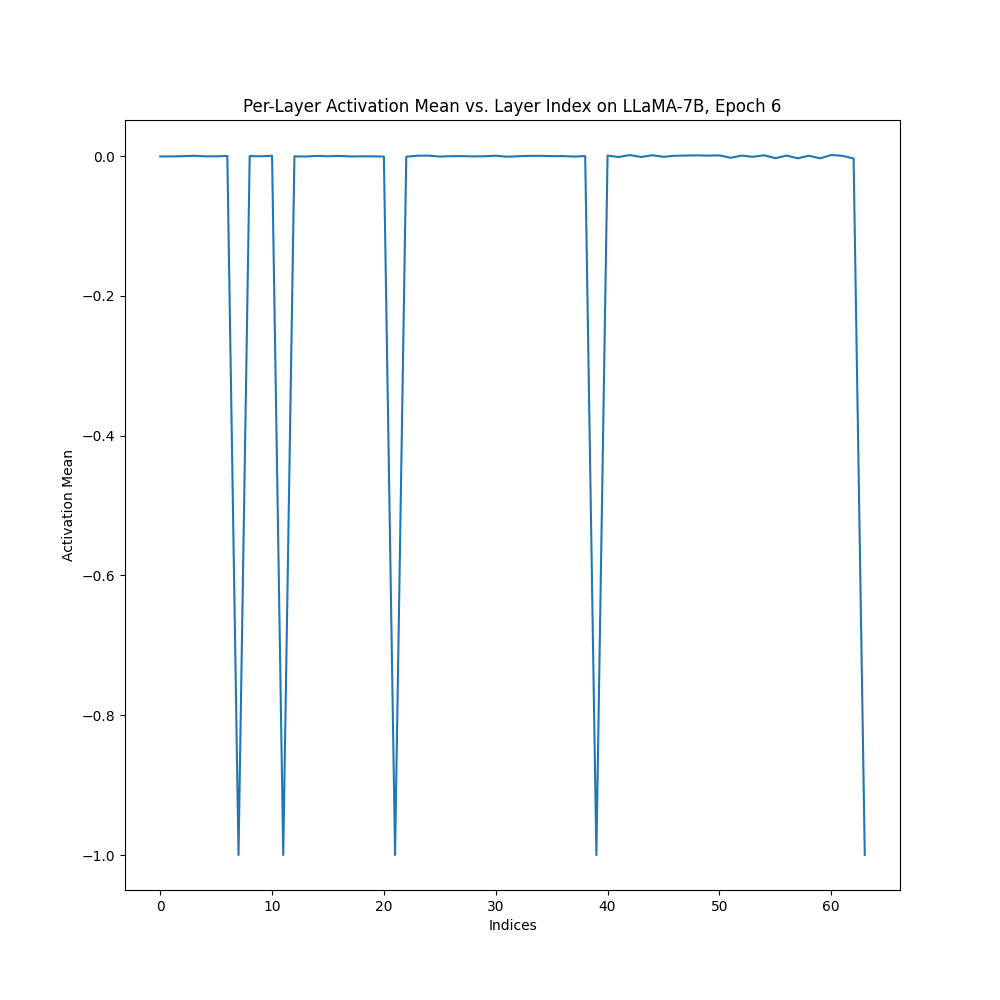 Per-Layer Activation Mean vs. Layer Index on LLaMA-7B, Epoch 6
0.0
−0.2
−0.4
−0.6
−0.8
−1.0
Activation Mean
0 10 20 30 40 50 60
Indices